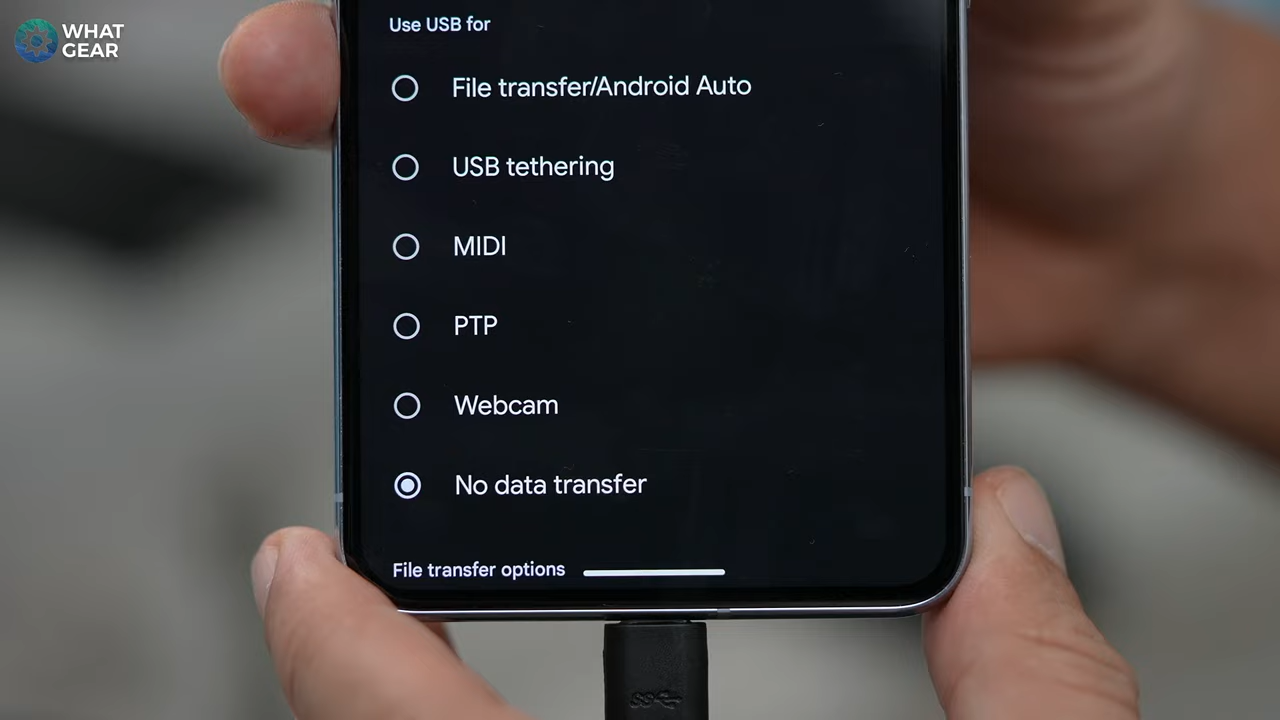 WHAT
GEAR
Use USB for
File transfer/Android Auto
USB tethering
MIDI
PTP
Webcam
No data transfer
File transfer options